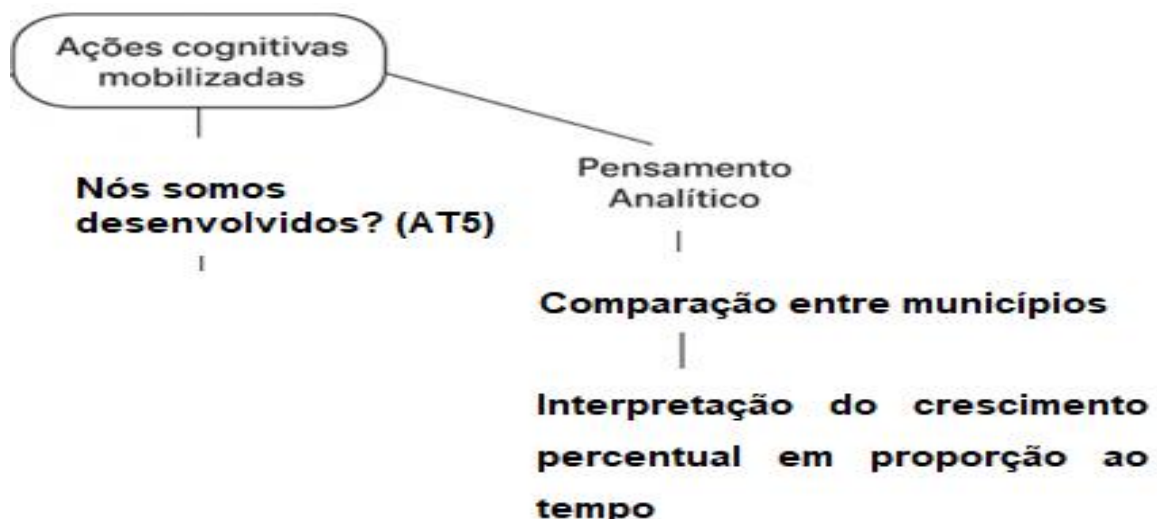 Ações cognitivas
mobilizadas
Nós somos
desenvolvidos? (AT5)
Pensamento
Analítico
Comparação entre municípios
Interpretação do crescimento
percentual em proporção ao
tempo